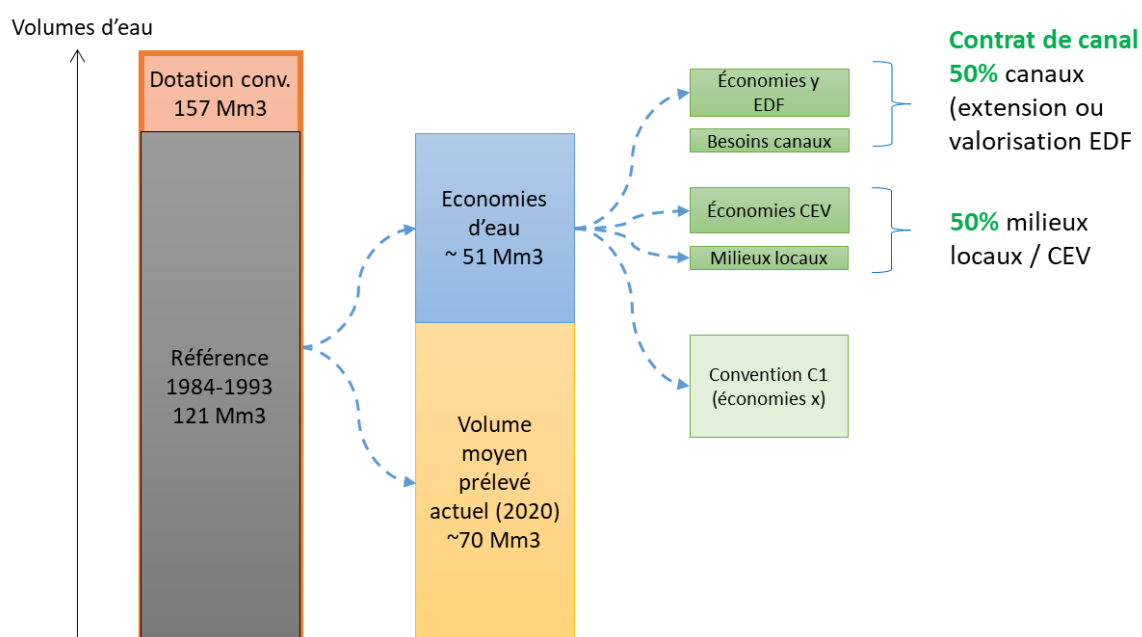 Volumes d’eau
Dotation conv.
157 Mm3
Référence
1984-1993
121 Mm3
Economies
d’eau
~ 51 Mm3
Volume
moyen
prélevé
actuel (2020)
~70 Mm3
Économies y
EDF
Besoins canaux
Économies CEV
Milieux locaux
Convention C1
(économies x)
Contrat de canal
50% canaux
(extension ou
valorisation EDF
50% milieux
locaux / CEV